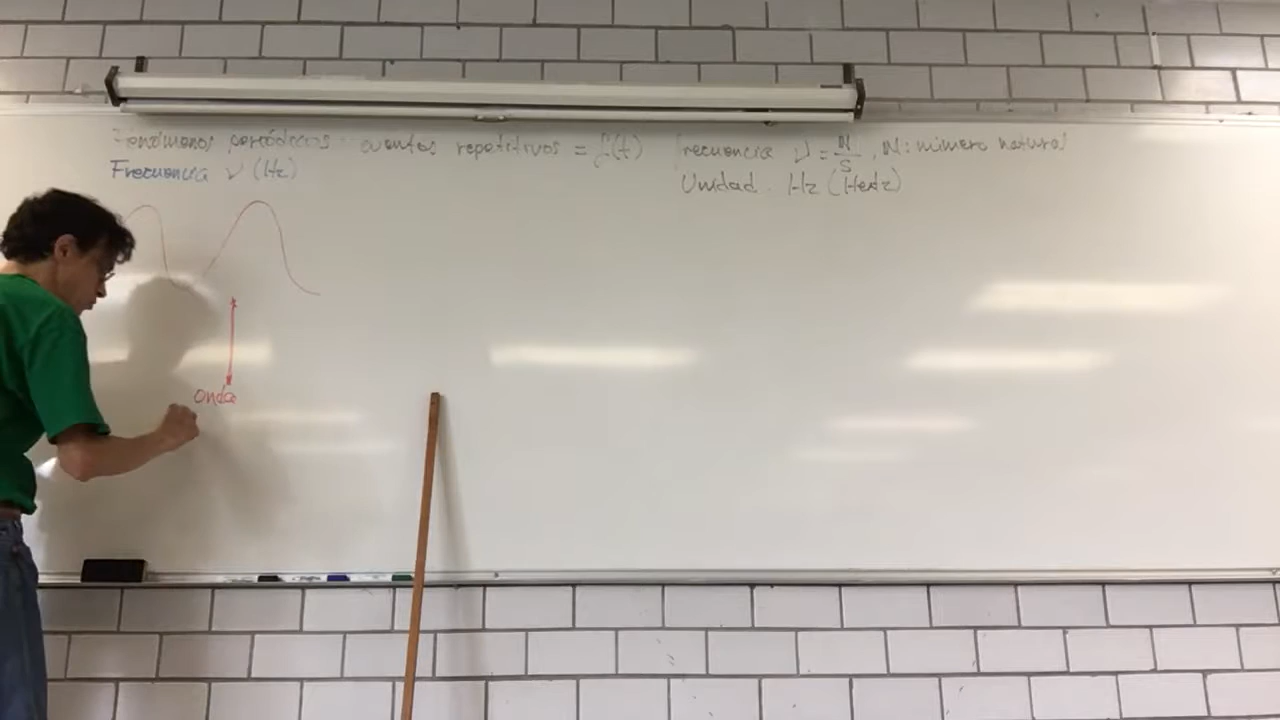 Fenómenos periódicos: eventos repetitivos = f(t)
Frecuencia ν (Hz)
Frecuencia ν = N/s, N: número natural
Unidad: Hz (Hertz)
Onda